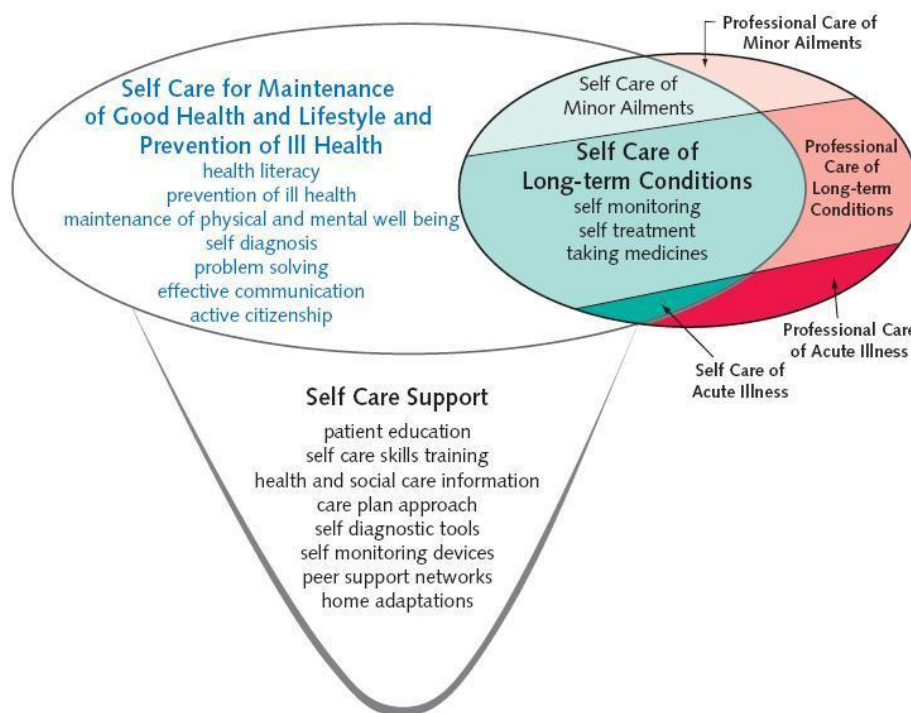 Self Care for Maintenance
of Good Health and Lifestyle and
Prevention of Ill Health
health literacy
prevention of ill health
maintenance of physical and mental well being
self diagnosis
problem solving
effective communication
active citizenship
Professional Care of
Minor Ailments
Self Care of
Minor Ailments
Self Care of
Long-term Conditions
self monitoring
self treatment
taking medicines
Professional
Care of
Long-term
Conditions
Professional Care
of Acute Illness
Self Care of
Acute Illness
Self Care Support
patient education
self care skills training
health and social care information
care plan approach
self diagnostic tools
self monitoring devices
peer support networks
home adaptations